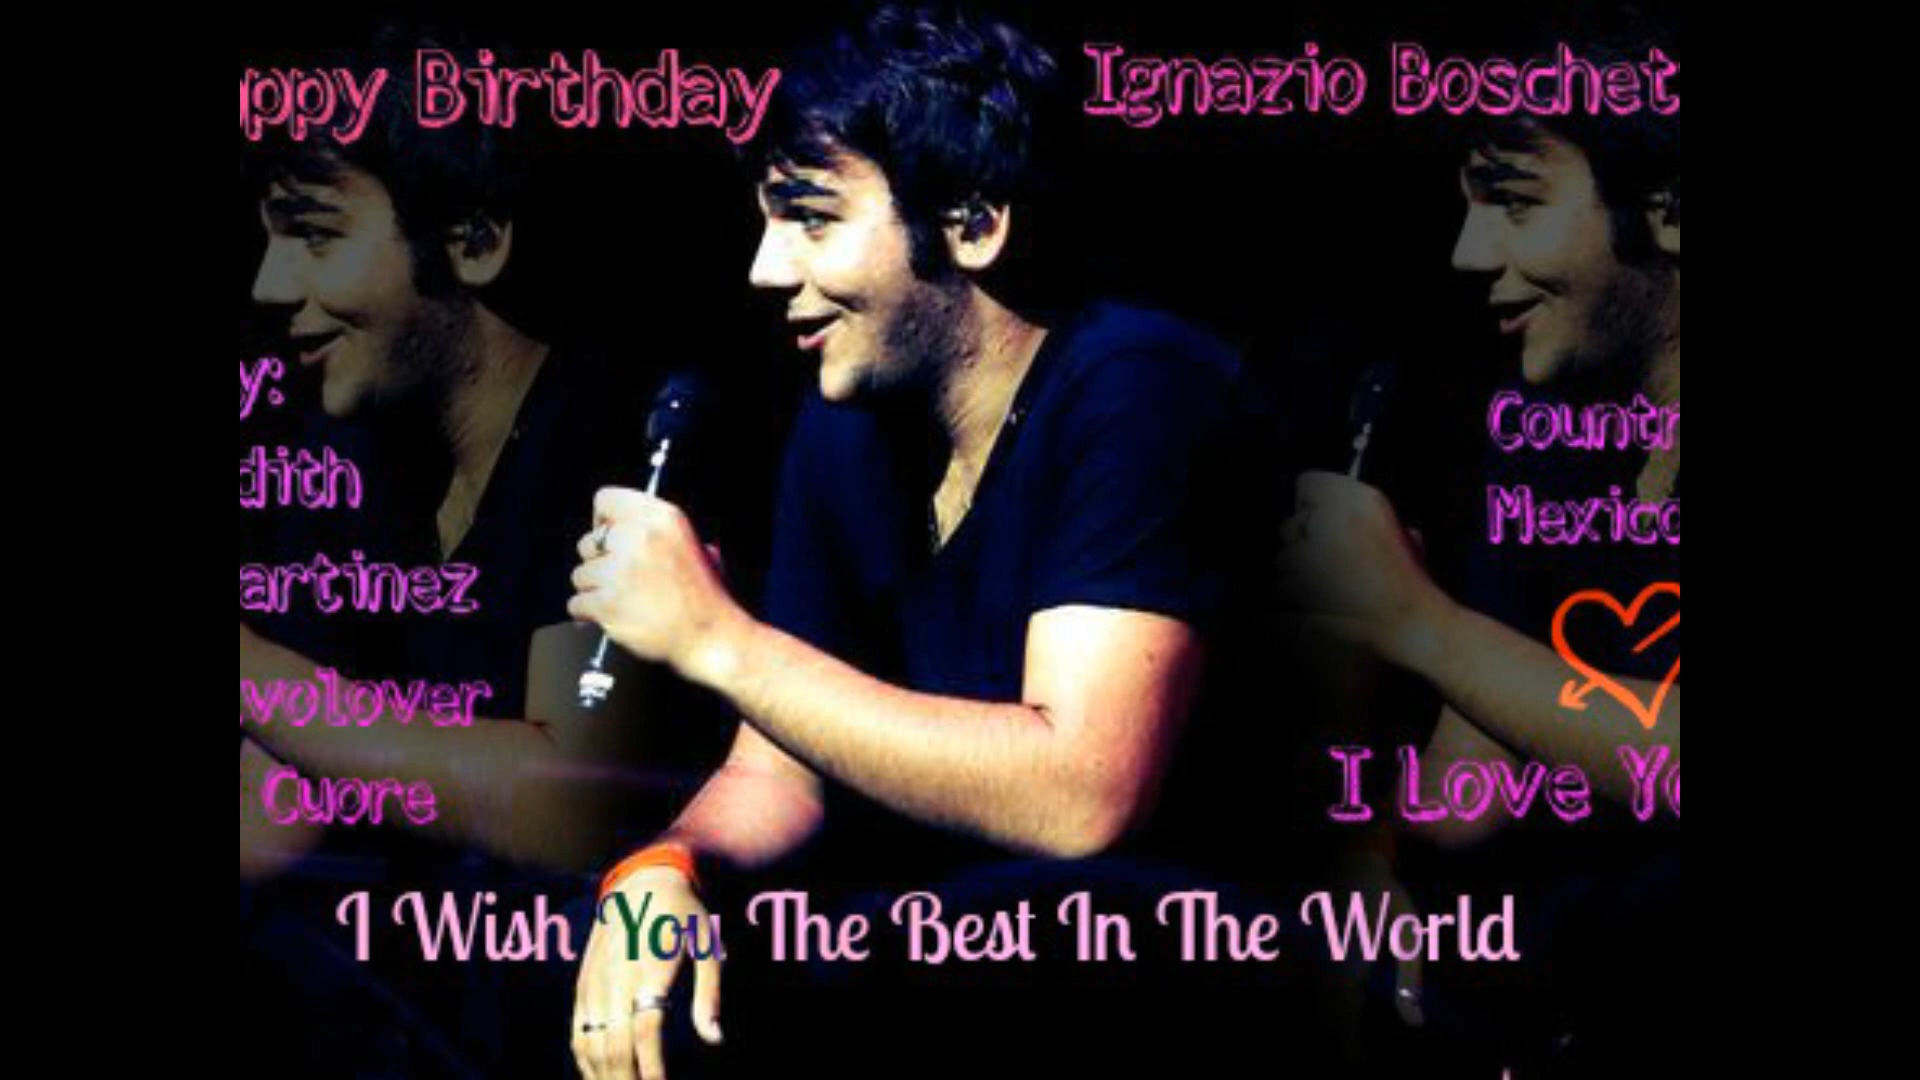 ppy Birthday
Ignazio Boschet
y:
dith
artinez
volover
Cuore
Countr
Mexico
I Love Yo
I Wish You The Best In The World